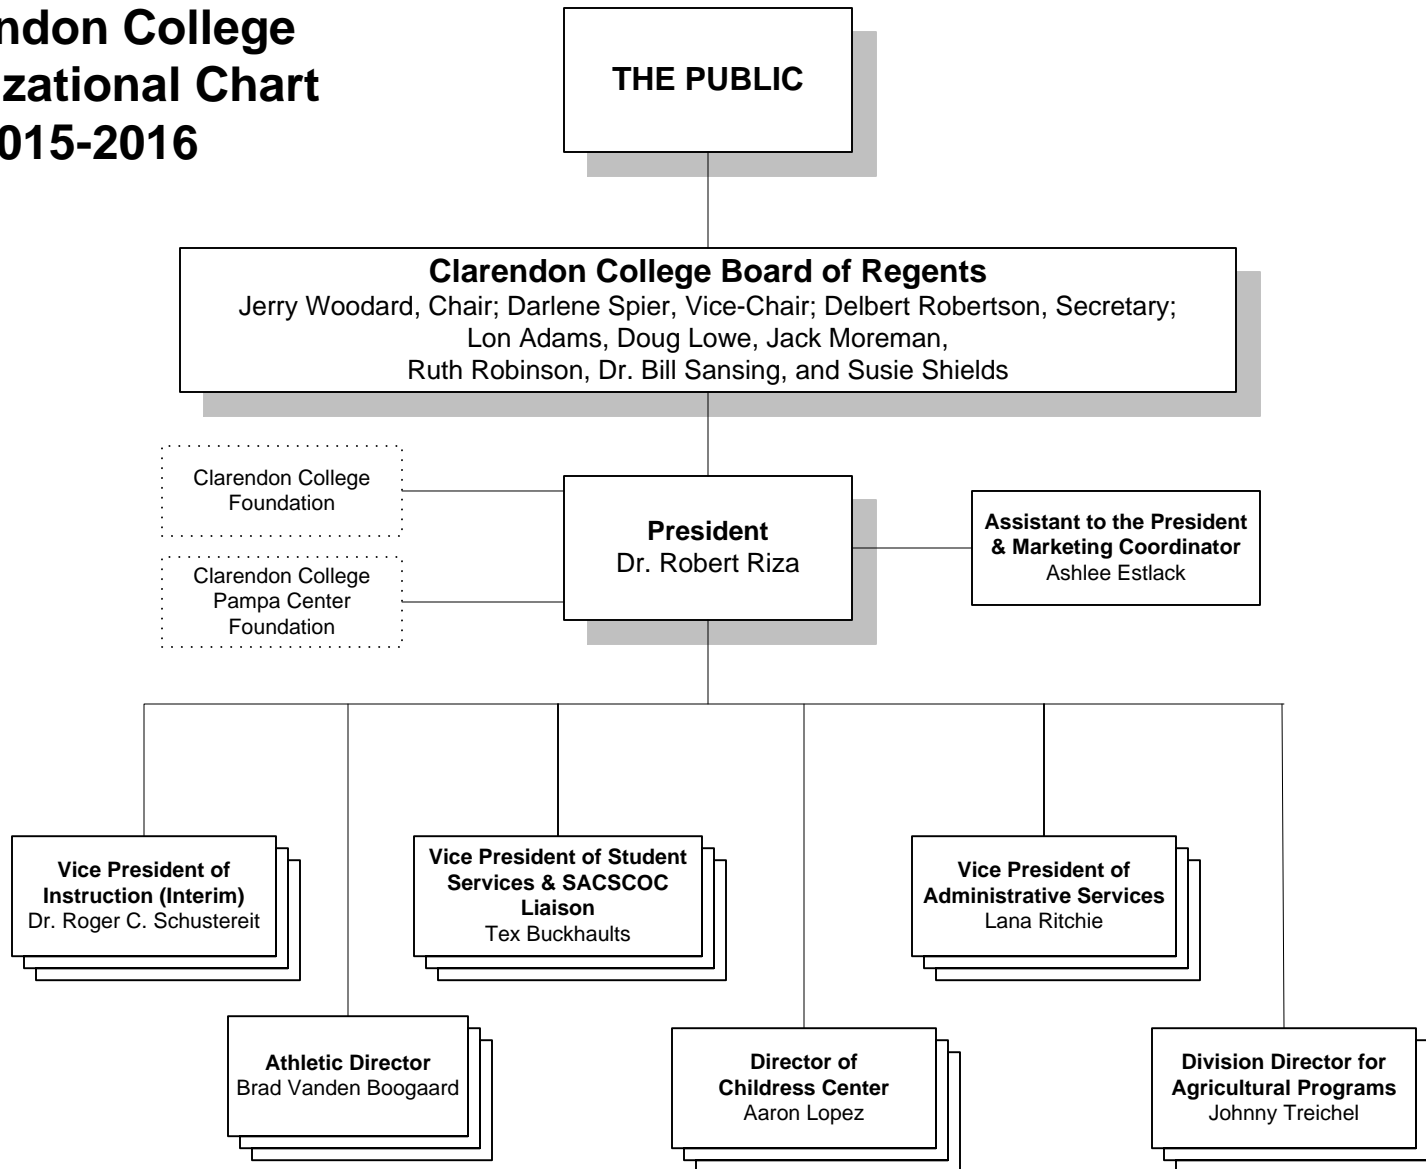 ndon College
zational Chart
015-2016
THE PUBLIC
Clarendon College Board of Regents
Jerry Woodard, Chair; Darlene Spier, Vice-Chair; Delbert Robertson, Secretary;
Lon Adams, Doug Lowe, Jack Moreman,
Ruth Robinson, Dr. Bill Sansing, and Susie Shields
Clarendon College
Foundation
Clarendon College
Pampa Center
Foundation
President
Dr. Robert Riza
Assistant to the President
& Marketing Coordinator
Ashlee Estlack
Vice President of
Instruction (Interim)
Dr. Roger C. Schustereit
Vice President of Student
Services & SACSCOC
Liaison
Tex Buckhaults
Vice President of
Administrative Services
Lana Ritchie
Athletic Director
Brad Vanden Boogaard
Director of
Childress Center
Aaron Lopez
Division Director for
Agricultural Programs
Johnny Treichel